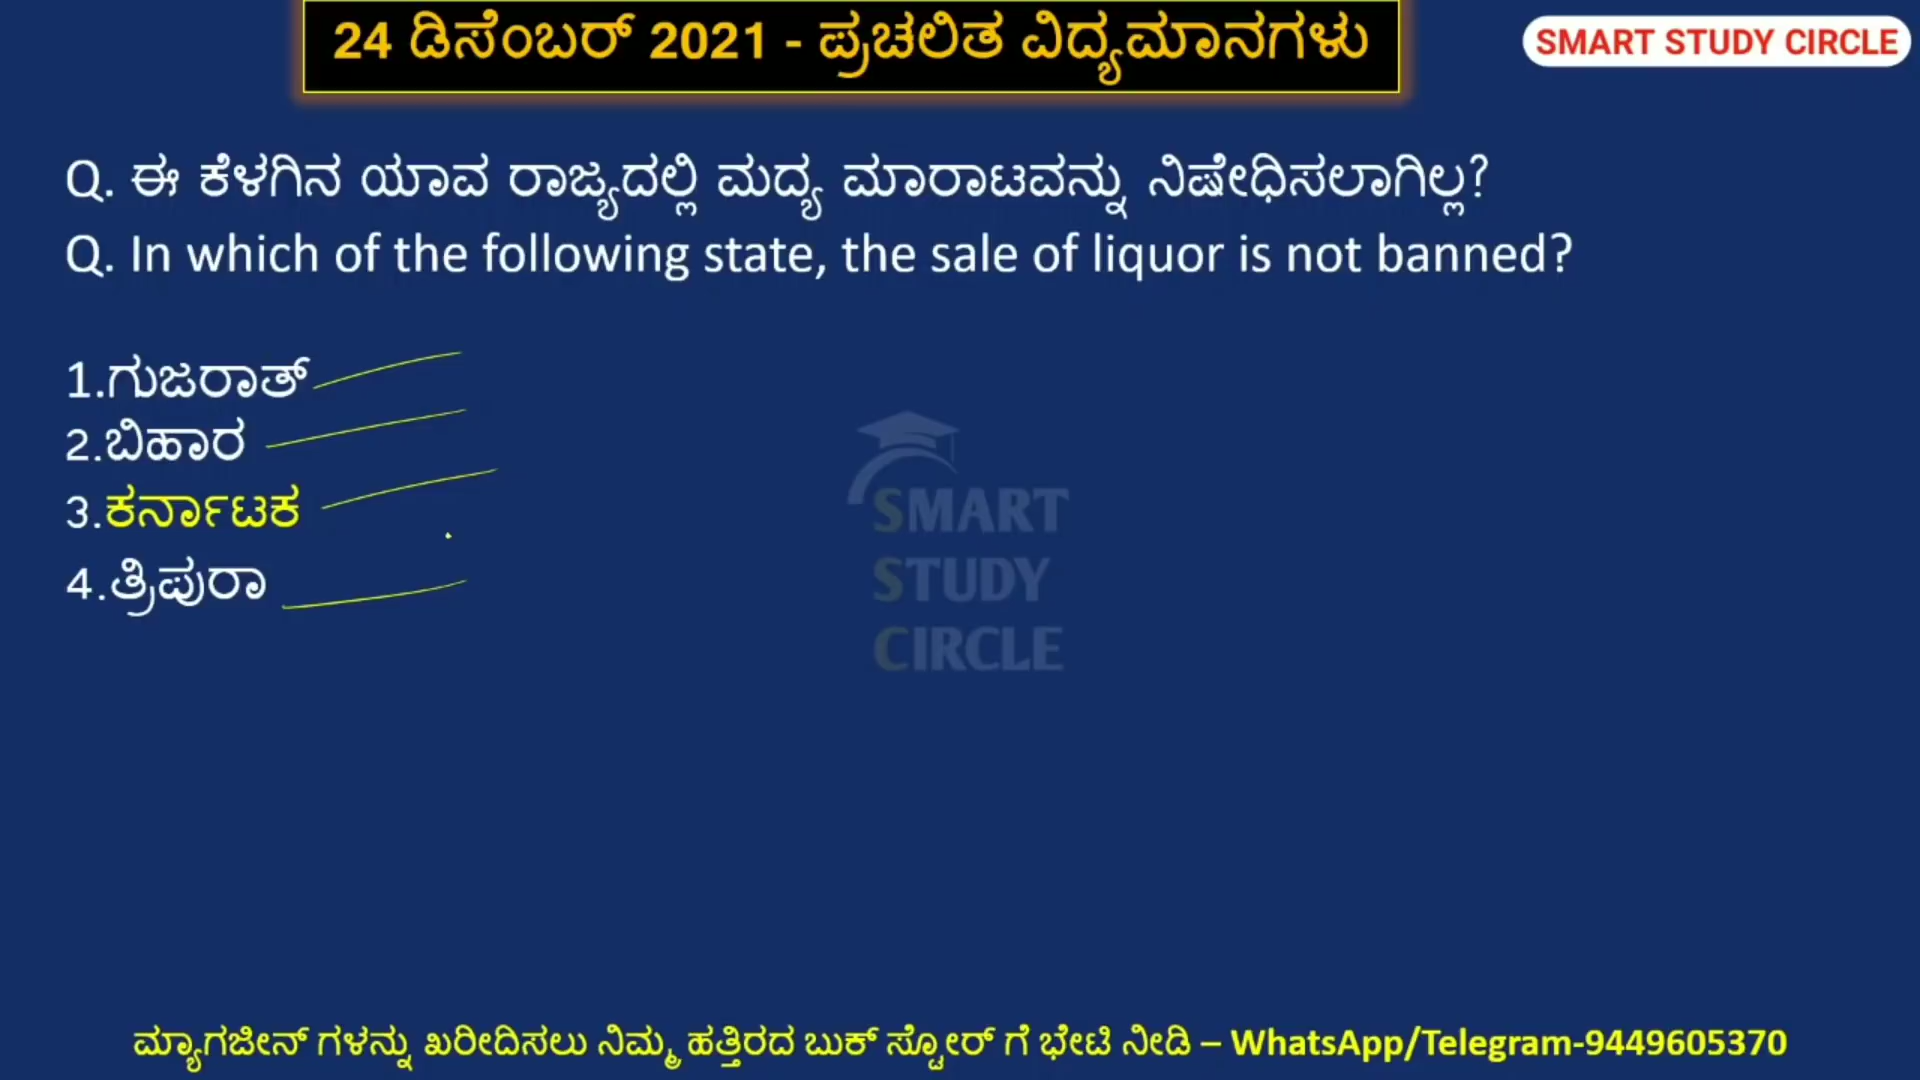 24 ಡಿಸೆಂಬರ್ 2021 - ಪ್ರಚಲಿತ ವಿದ್ಯಮಾನಗಳು
SMART STUDY CIRCLE
Q. ಈ ಕೆಳಗಿನ ಯಾವ ರಾಜ್ಯದಲ್ಲಿ ಮದ್ಯ ಮಾರಾಟವನ್ನು ನಿಷೇಧಿಸಲಾಗಿಲ್ಲ?
Q. In which of the following state, the sale of liquor is not banned?
1.ಗುಜರಾತ್
2.ಬಿಹಾರ
3.ಕರ್ನಾಟಕ
4.ತ್ರಿಪುರಾ
SMART
STUDY
CIRCLE
ಮ್ಯಾಗಜೀನ್ ಗಳನ್ನು ಖರೀದಿಸಲು ನಿಮ್ಮ ಹತ್ತಿರದ ಬುಕ್ ಸ್ಟೋರ್ ಗೆ ಭೇಟಿ ನೀಡಿ – WhatsApp/Telegram-9449605370